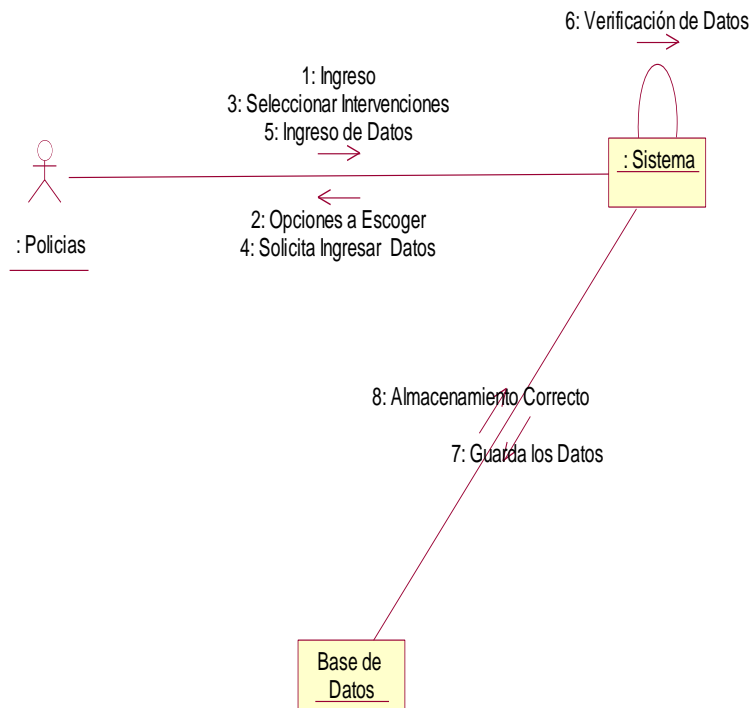 6: Verificación de Datos
1: Ingreso
3: Seleccionar Intervenciones
5: Ingreso de Datos
: Sistema
2: Opciones a Escoger
4: Solicita Ingresar Datos
: Policias
8: Almacenamiento Correcto
7: Guarda los Datos
Base de
Datos